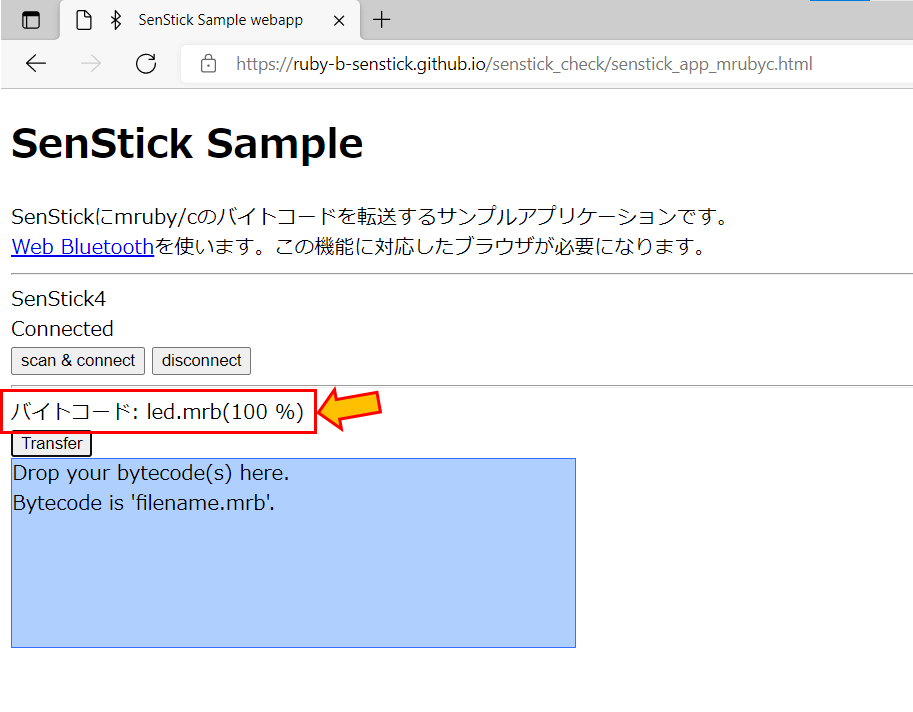 SenStick Sample webapp
https://ruby-b-senstick.github.io/senstick_check/senstick_app_mrubyc.html
SenStick Sample
SenStickにmruby/cのバイトコードを転送するサンプルアプリケーションです。
Web Bluetoothを使います。この機能に対応したブラウザが必要になります。
SenStick4
Connected
scan & connect disconnect
バイトコード: led.mrb(100 %)
Transfer
Drop your bytecode(s) here.
Bytecode is 'filename.mrb'.